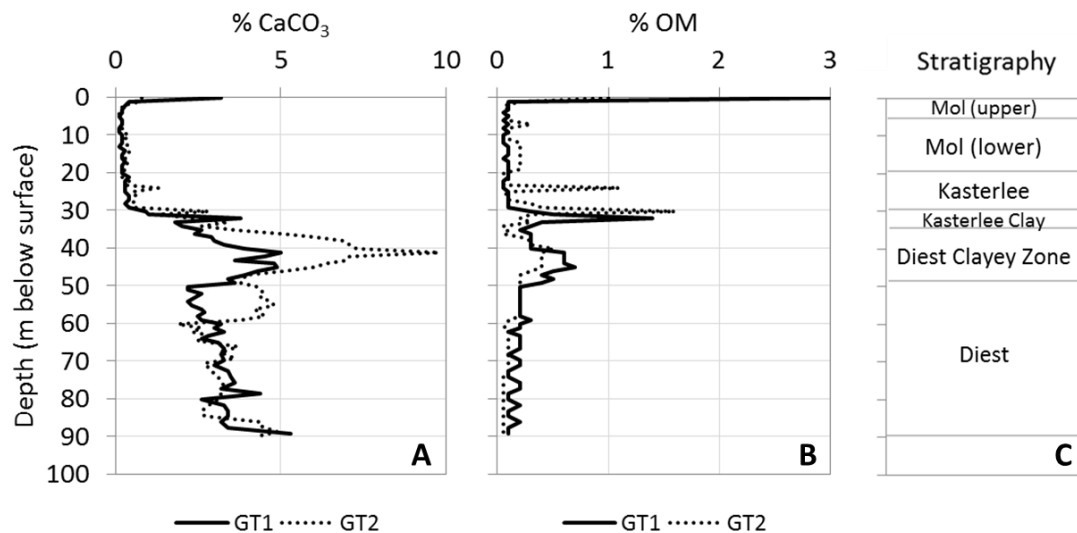 % CaCO₃
0 5 10
% OM
0 1 2 3
Stratigraphy
Depth (m below surface)
0
10
20
30
40
50
60
70
80
90
100
Mol (upper)
Mol (lower)
Kasterlee
Kasterlee Clay
Diest Clayey Zone
Diest
A
B
C
GT1 GT2
GT1 GT2